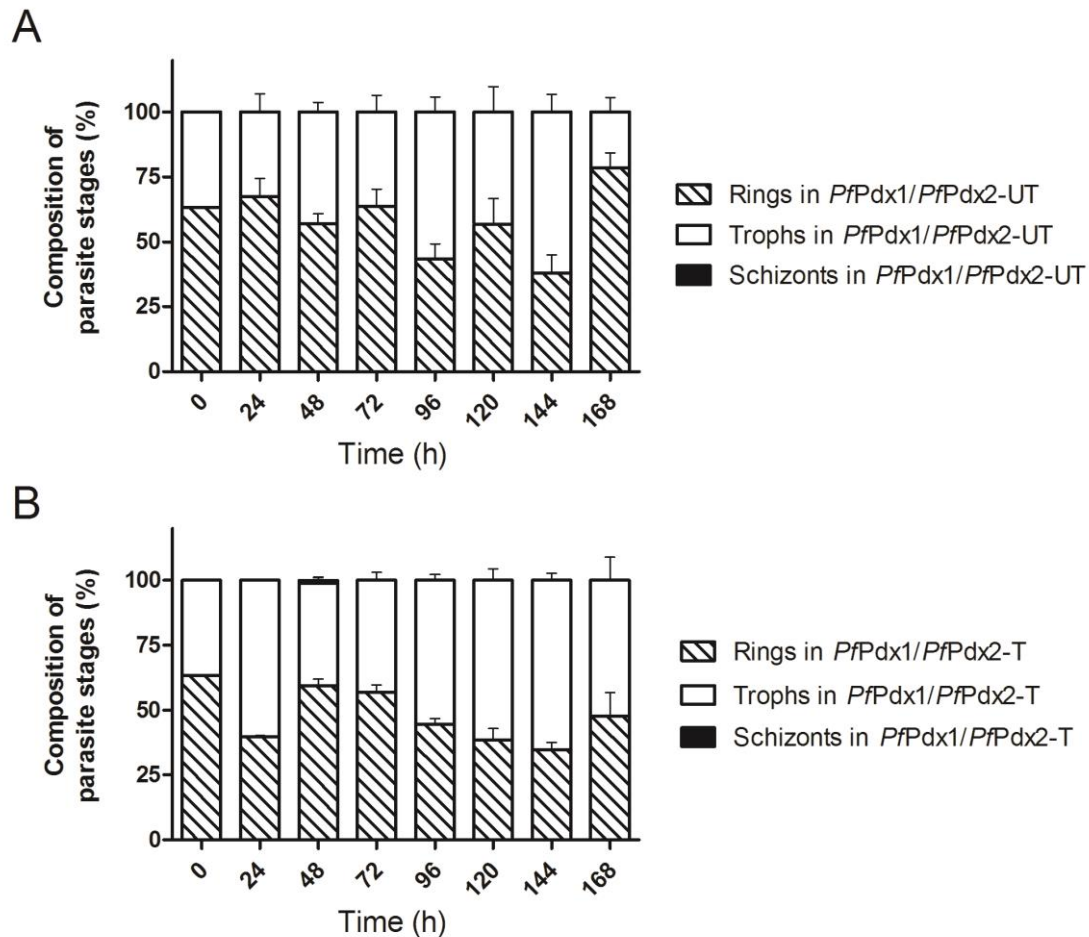 A
Composition of
parasite stages (%)
100
75
50
25
0
0
24
48
72
96
120
144
168
Time (h)
Rings in PfPdx1/PfPdx2-UT
Trophs in PfPdx1/PfPdx2-UT
Schizonts in PfPdx1/PfPdx2-UT
B
Composition of
parasite stages (%)
100
75
50
25
0
0
24
48
72
96
120
144
168
Time (h)
Rings in PfPdx1/PfPdx2-T
Trophs in PfPdx1/PfPdx2-T
Schizonts in PfPdx1/PfPdx2-T